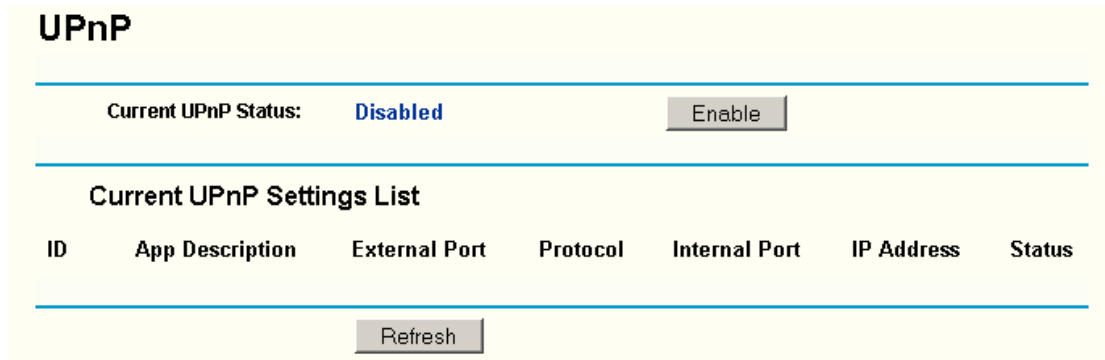 UPnP
Current UPnP Status: Disabled Enable
Current UPnP Settings List
ID App Description External Port Protocol Internal Port IP Address Status
Refresh